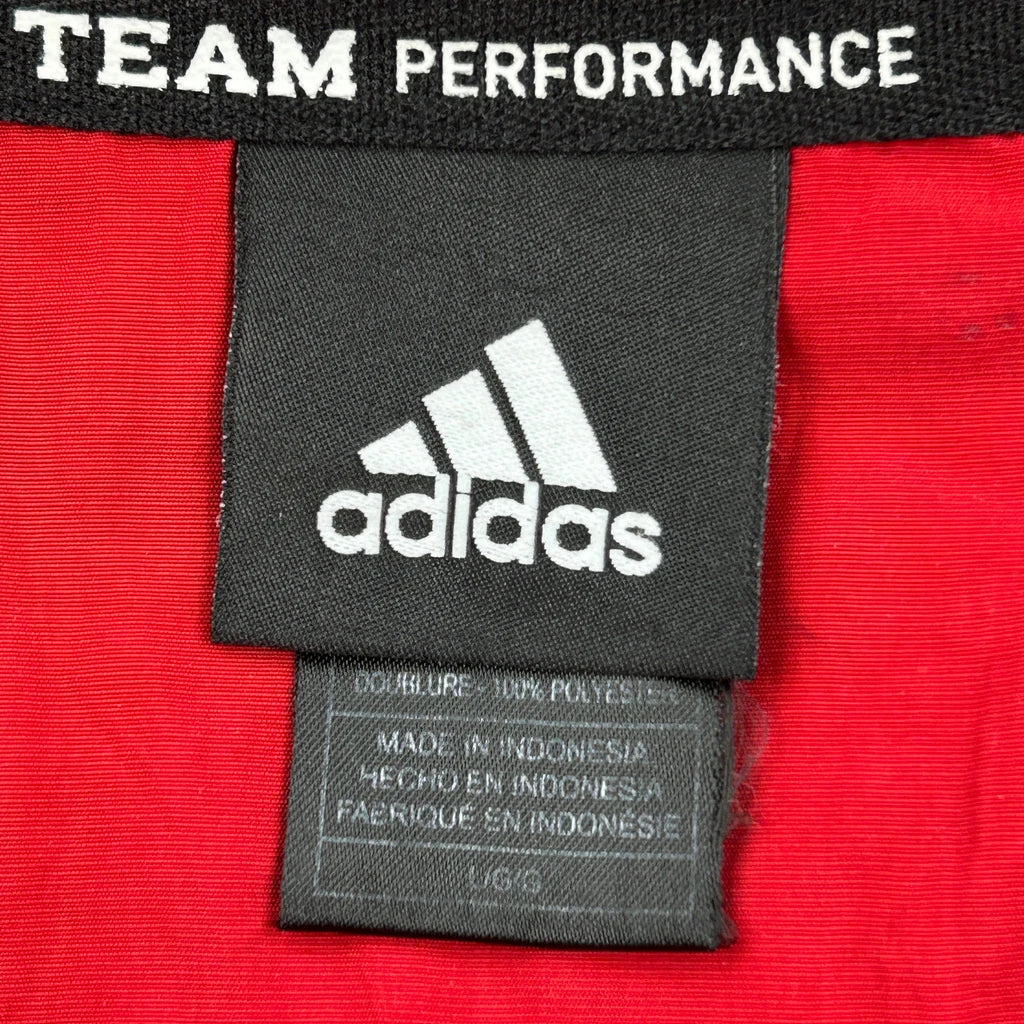 TEAM PERFORMANCE
adidas
DOUBLURE - 100% POLYESTER
MADE IN INDONESIA
HECHO EN INDONESIA
FABRIQUÉ EN INDONÉSIE
L/G/G